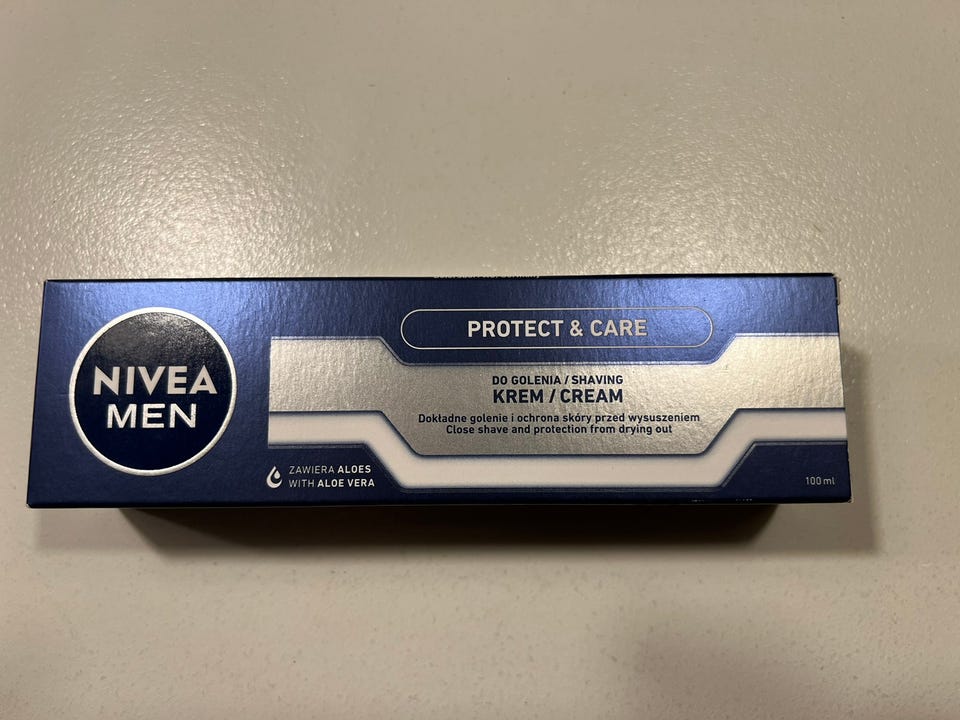 NIVEA
MEN
PROTECT & CARE
DO GOLENIA / SHAVING
KREM / CREAM
Dokładne golenie i ochrona skóry przed wysuszeniem
Close shave and protection from drying out
ZAWIERA ALOES
WITH ALOE VERA
100 ml